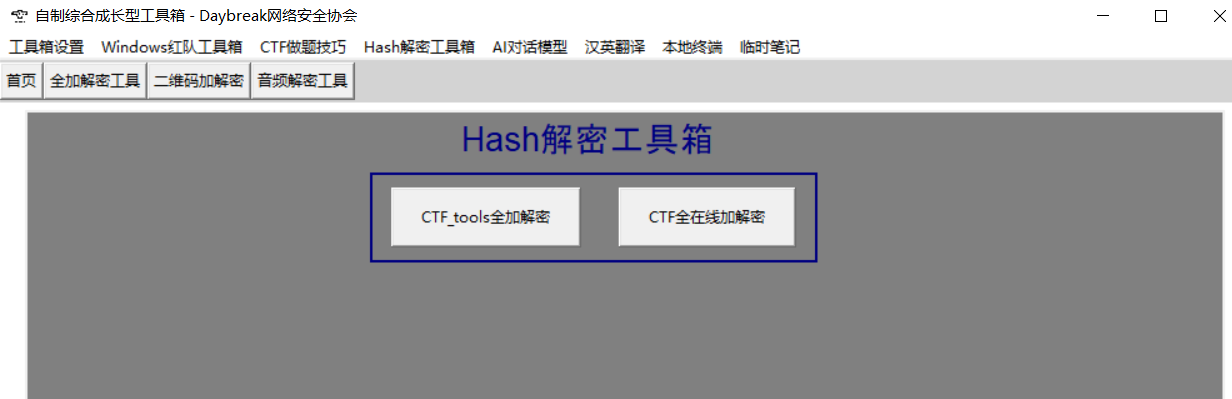 自制综合成长型工具箱 - Daybreak网络安全协会
工具箱设置 Windows红队工具箱 CTF做题技巧 Hash解密工具箱 AI对话模型 汉英翻译 本地终端 临时笔记
首页 全加解密工具 二维码加解密 音频解密工具
Hash解密工具箱
CTF_tools全加解密 CTF全在线加解密